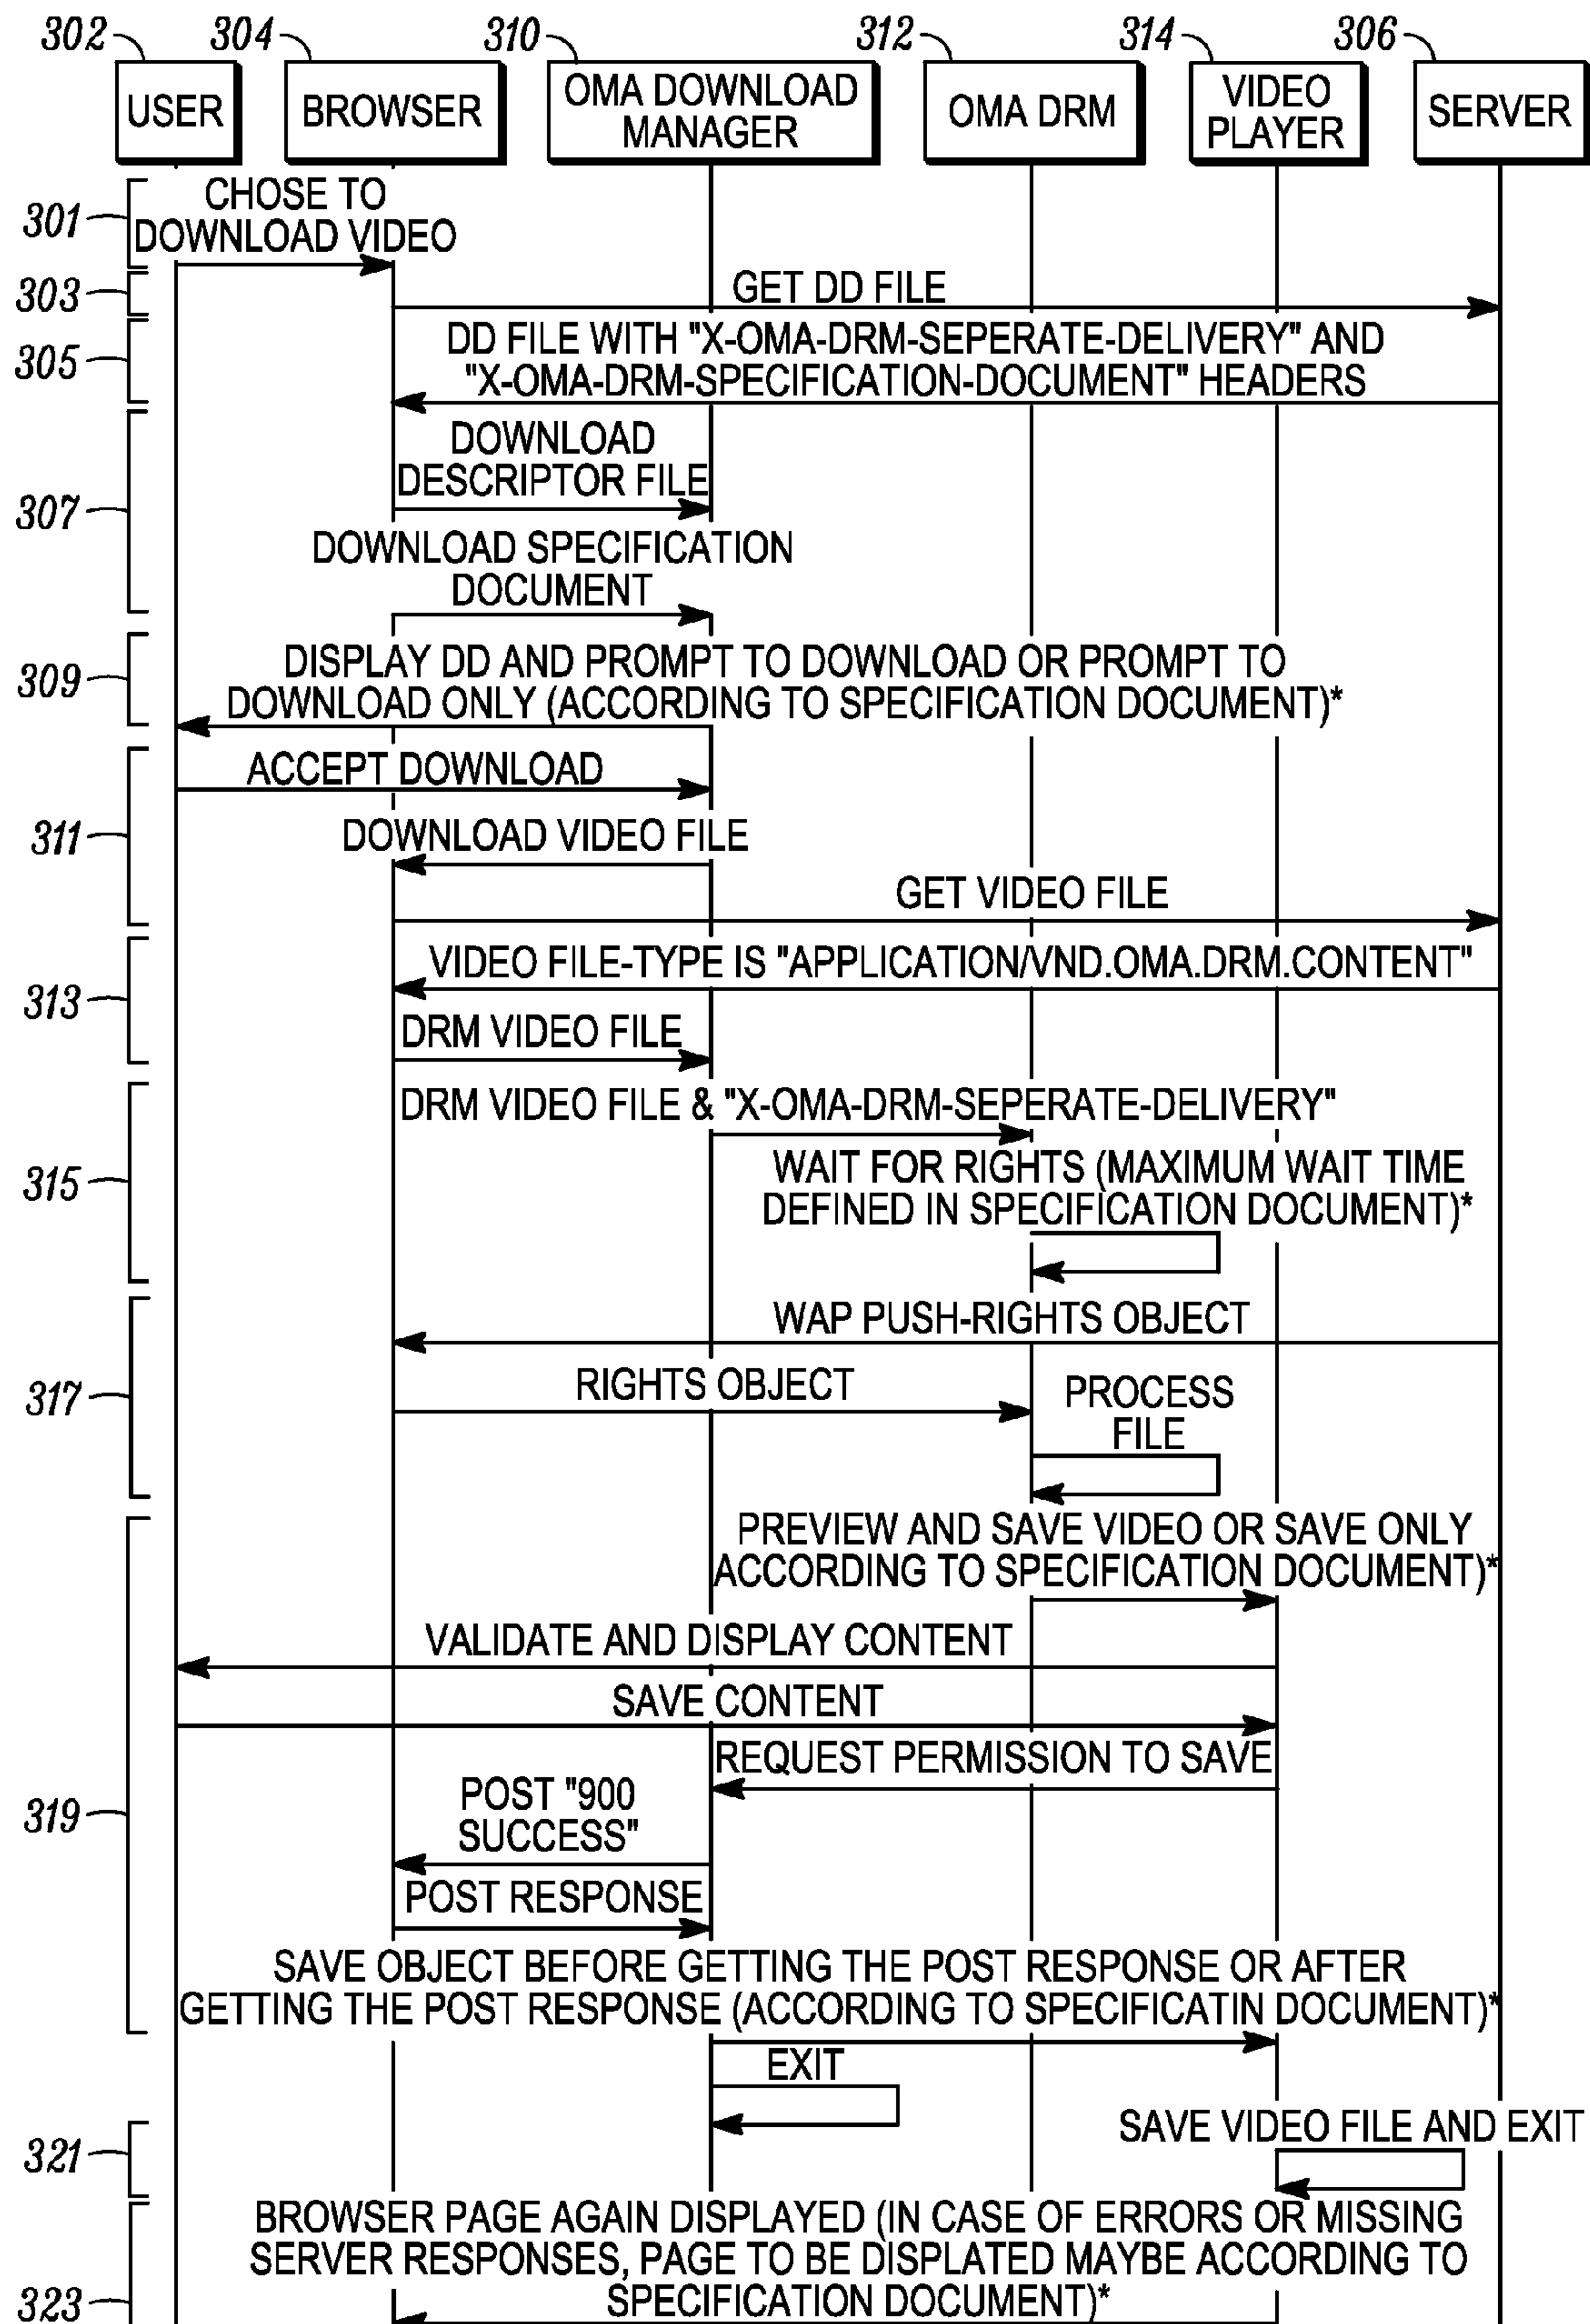 302 304 310 312 314 306
USER
BROWSER
OMA DOWNLOAD
MANAGER
OMA DRM
VIDEO
PLAYER
SERVER
301
CHOSE TO
DOWNLOAD VIDEO
303
GET DD FILE
305
DD FILE WITH "X-OMA-DRM-SEPERATE-DELIVERY" AND
"X-OMA-DRM-SPECIFICATION-DOCUMENT" HEADERS
307
DOWNLOAD
DESCRIPTOR FILE
DOWNLOAD SPECIFICATION
DOCUMENT
309
DISPLAY DD AND PROMPT TO DOWNLOAD OR PROMPT TO
DOWNLOAD ONLY (ACCORDING TO SPECIFICATION DOCUMENT)*
311
ACCEPT DOWNLOAD
DOWNLOAD VIDEO FILE
GET VIDEO FILE
313
VIDEO FILE-TYPE IS "APPLICATION/VND.OMA.DRM.CONTENT"
DRM VIDEO FILE
315
DRM VIDEO FILE & "X-OMA-DRM-SEPERATE-DELIVERY"
WAIT FOR RIGHTS (MAXIMUM WAIT TIME
DEFINED IN SPECIFICATION DOCUMENT)*
317
WAP PUSH-RIGHTS OBJECT
RIGHTS OBJECT
PROCESS
FILE
319
PREVIEW AND SAVE VIDEO OR SAVE ONLY
ACCORDING TO SPECIFICATION DOCUMENT)*
VALIDATE AND DISPLAY CONTENT
SAVE CONTENT
REQUEST PERMISSION TO SAVE
POST "900
SUCCESS"
POST RESPONSE
SAVE OBJECT BEFORE GETTING THE POST RESPONSE OR AFTER
GETTING THE POST RESPONSE (ACCORDING TO SPECIFICATIN DOCUMENT)*
EXIT
321
SAVE VIDEO FILE AND EXIT
323
BROWSER PAGE AGAIN DISPLAYED (IN CASE OF ERRORS OR MISSING
SERVER RESPONSES, PAGE TO BE DISPLATED MAYBE ACCORDING TO
SPECIFICATION DOCUMENT)*